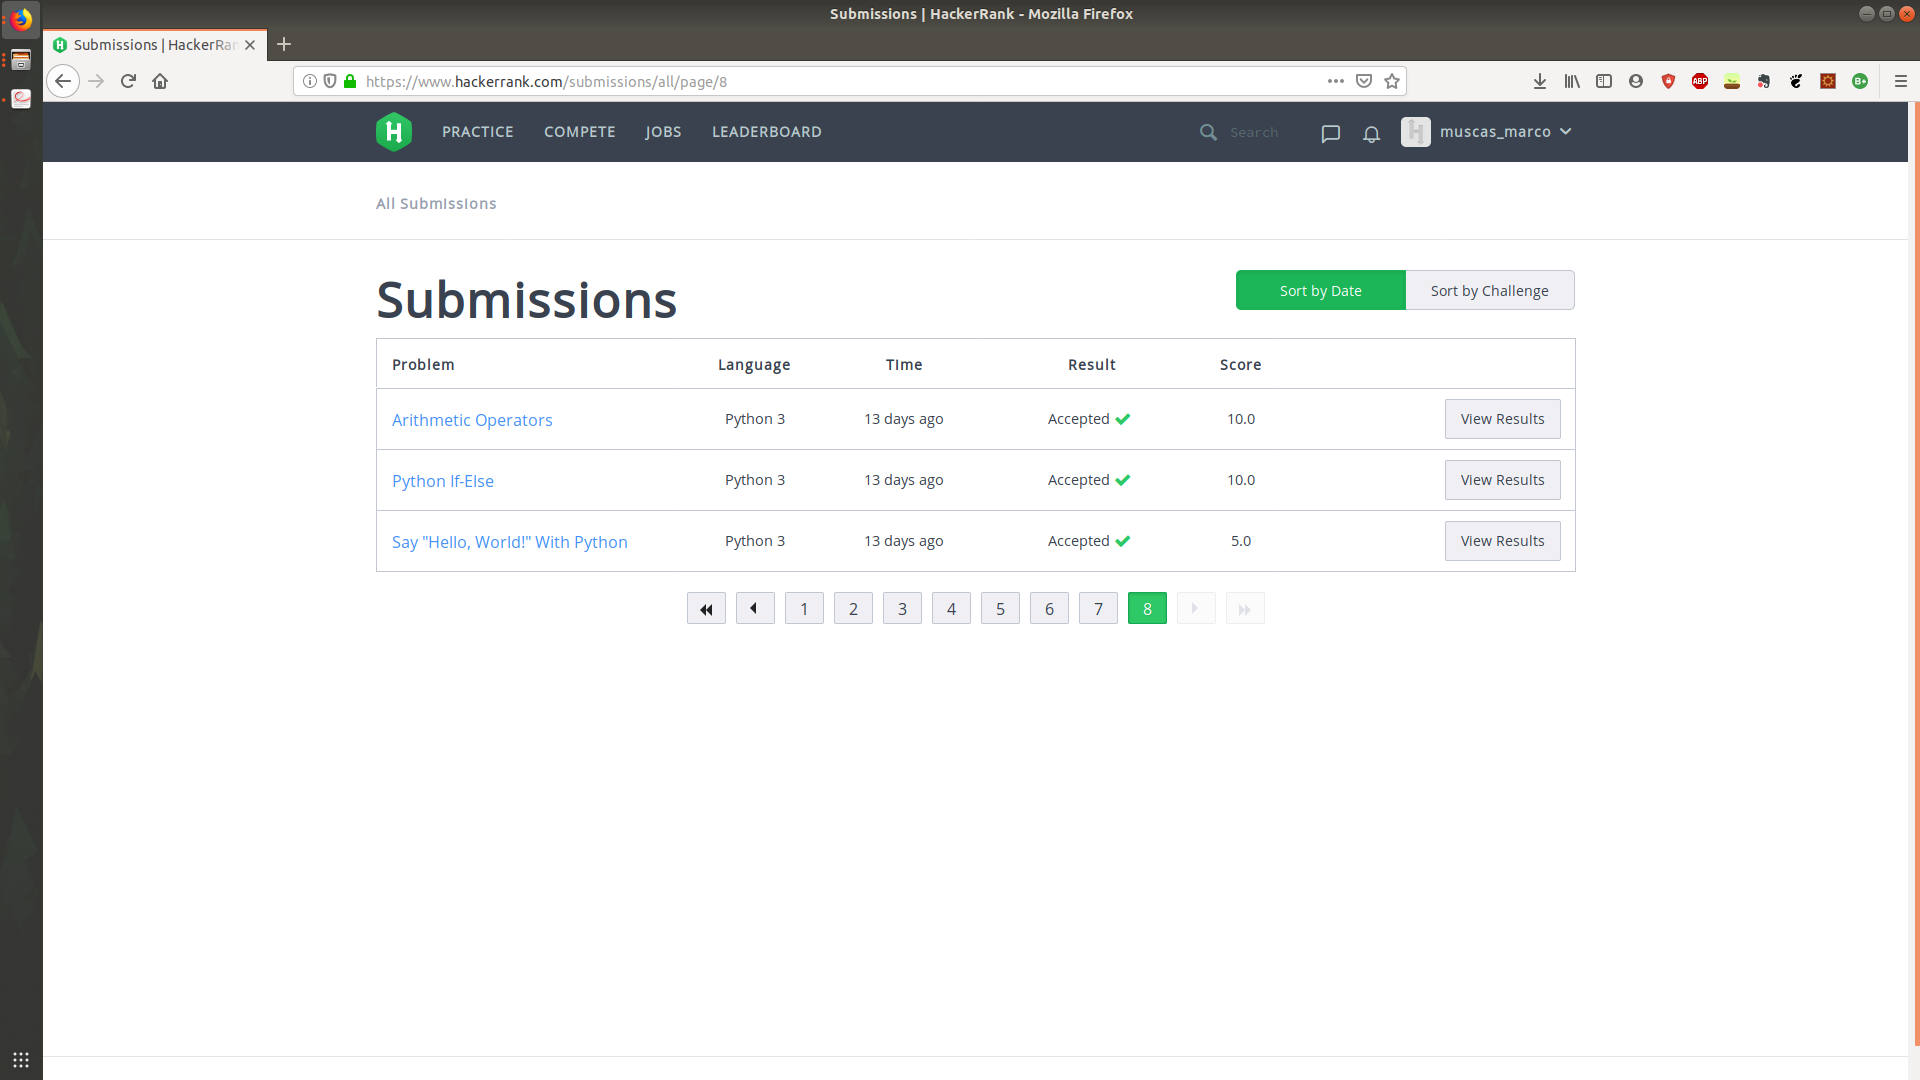 Submissions | HackerRank - Mozilla Firefox
Submissions | HackerRan
https://www.hackerrank.com/submissions/all/page/8
ABP
B+
H PRACTICE COMPETE JOBS LEADERBOARD Search H muscas_marco
All Submissions
Submissions
Sort by Date Sort by Challenge
Problem Language Time Result Score
Arithmetic Operators Python 3 13 days ago Accepted 10.0 View Results
Python If-Else Python 3 13 days ago Accepted 10.0 View Results
Say "Hello, World!" With Python Python 3 13 days ago Accepted 5.0 View Results
1 2 3 4 5 6 7 8